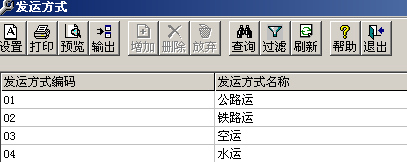 发运方式
设置 打印 预览 输出 增加 删除 放弃 查询 过滤 刷新 帮助 退出
发运方式编码 发运方式名称
01 公路运
02 铁路运
03 空运
04 水运